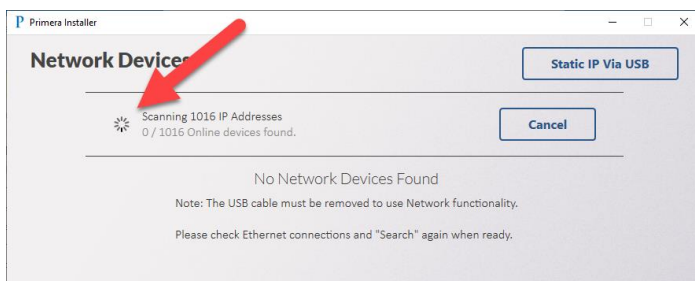 Primera Installer
Network Devices
Static IP Via USB
Scanning 1016 IP Addresses
0 / 1016 Online devices found.
Cancel
No Network Devices Found
Note: The USB cable must be removed to use Network functionality.
Please check Ethernet connections and "Search" again when ready.